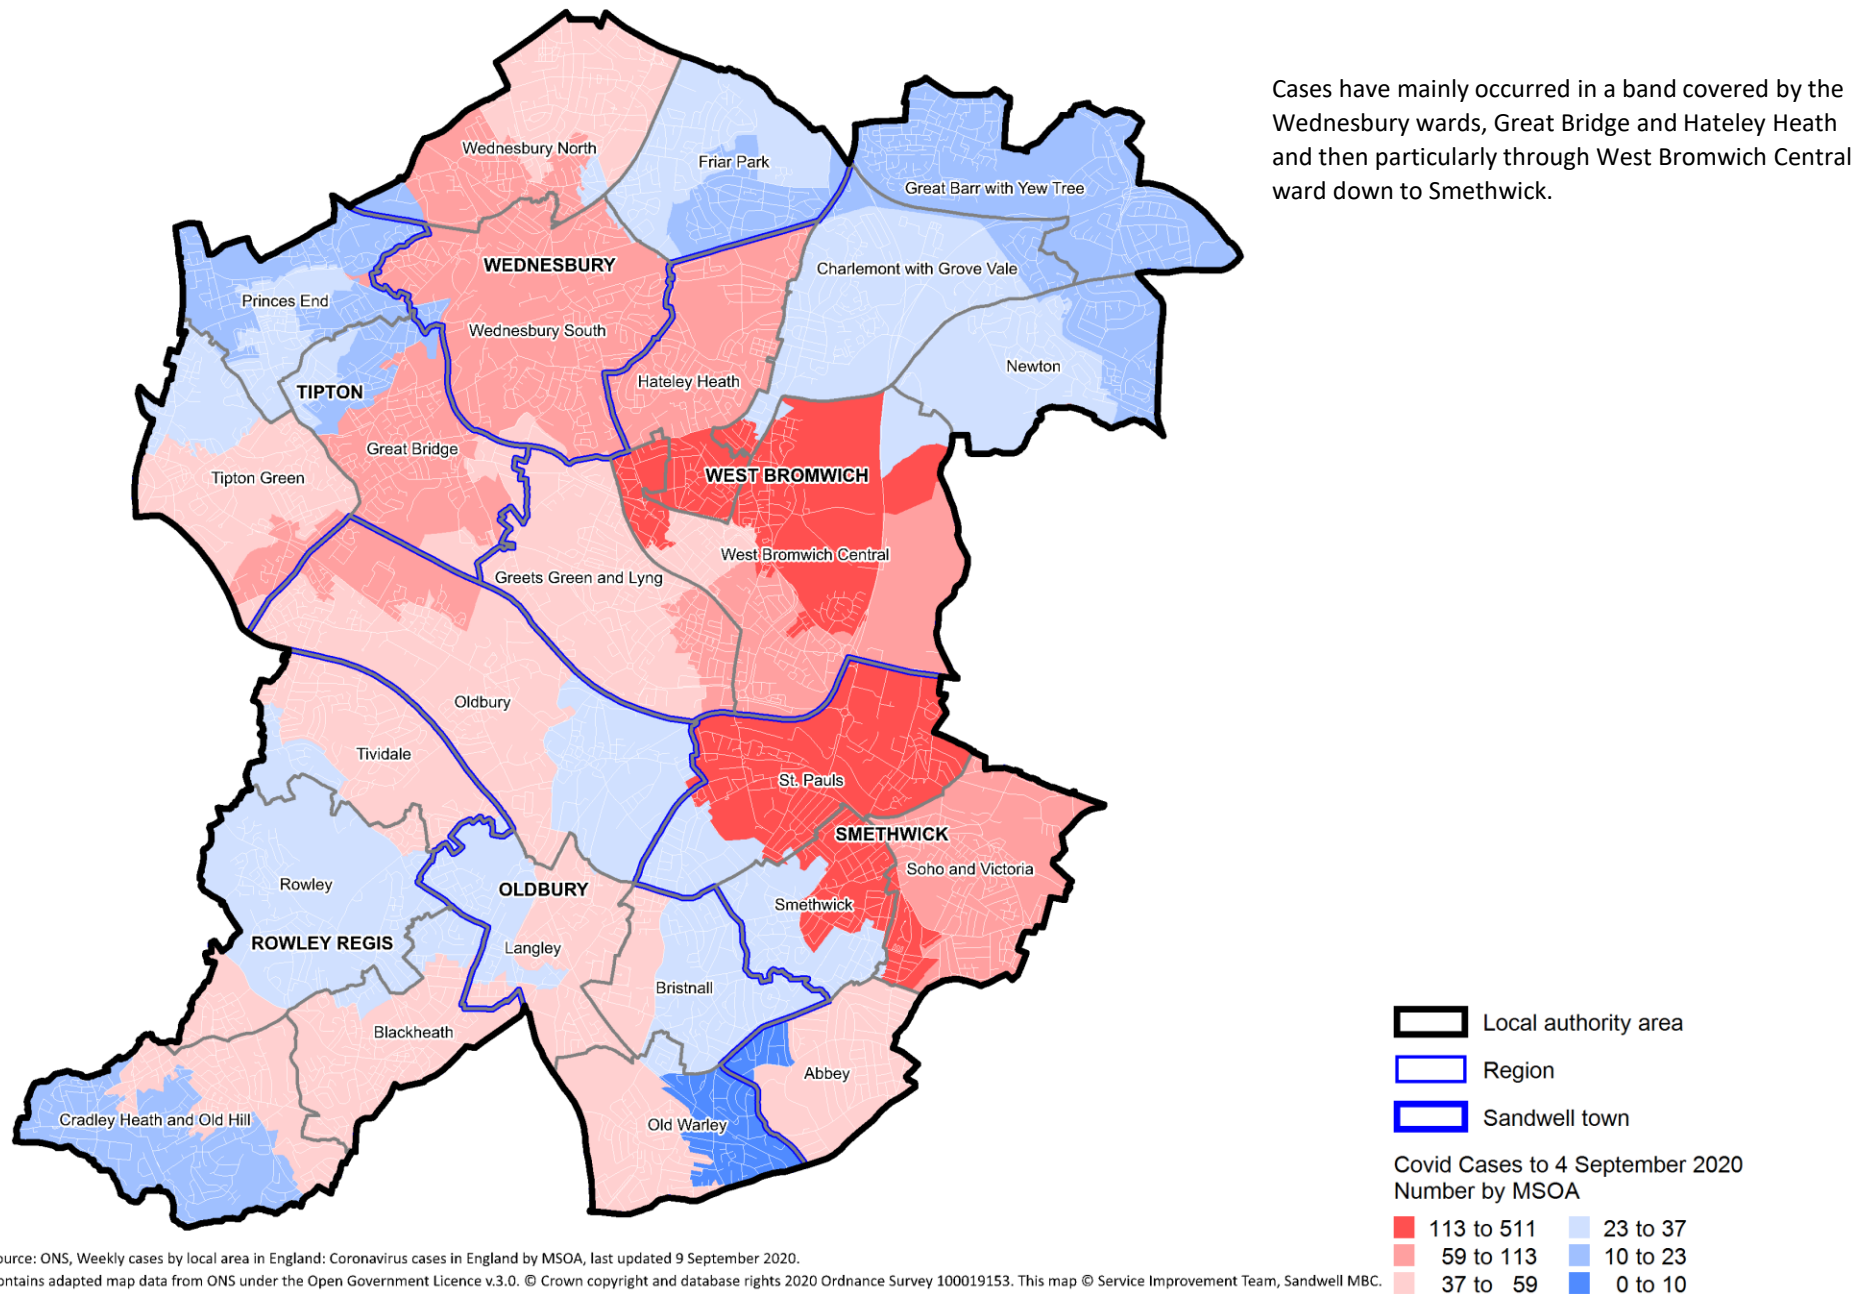 Cases have mainly occurred in a band covered by the
Wednesbury wards, Great Bridge and Hateley Heath
and then particularly through West Bromwich Central
ward down to Smethwick.
Wednesbury North
Friar Park
Great Barr with Yew Tree
WEDNESBURY
Charlemont with Grove Vale
Princes End
Wednesbury South
Newton
Hateley Heath
TIPTON
Great Bridge
Tipton Green
WEST BROMWICH
West Bromwich Central
Greets Green and Lyng
Oldbury
Tividale
St. Pauls
SMETHWICK
Soho and Victoria
Rowley
OLDBURY
Smethwick
ROWLEY REGIS
Langley
Bristnall
Blackheath
Abbey
Cradley Heath and Old Hill
Old Warley
Local authority area
Region
Sandwell town
Covid Cases to 4 September 2020
Number by MSOA
113 to 511 23 to 37
59 to 113 10 to 23
37 to 59 0 to 10
ource: ONS, Weekly cases by local area in England: Coronavirus cases in England by MSOA, last updated 9 September 2020.
ontains adapted map data from ONS under the Open Government Licence v.3.0. © Crown copyright and database rights 2020 Ordnance Survey 100019153. This map © Service Improvement Team, Sandwell MBC.